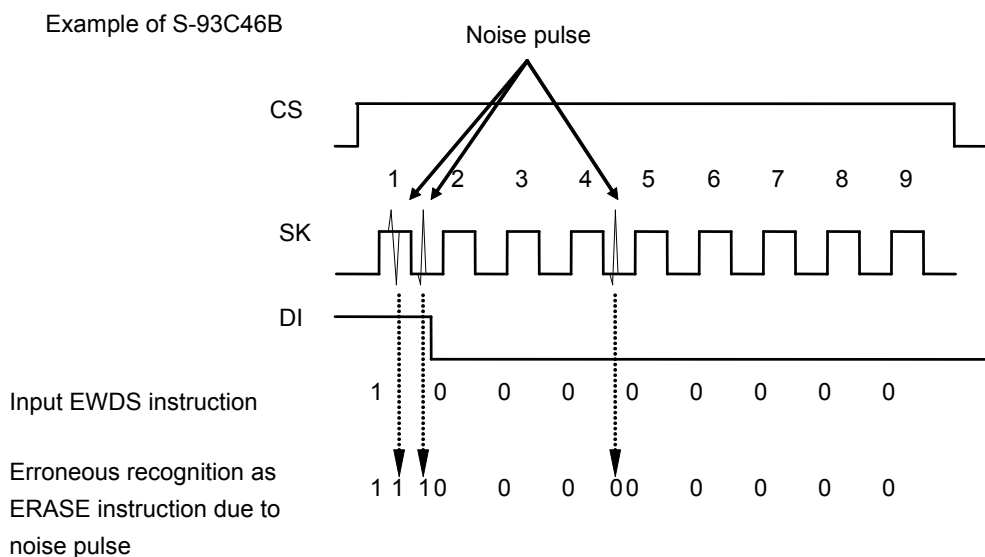 Example of S-93C46B
Noise pulse
CS
1 2 3 4 5 6 7 8 9
SK
DI
Input EWDS instruction
1 0 0 0 0 0 0 0 0
Erroneous recognition as
ERASE instruction due to
noise pulse
1 1 1 0 0 0 0 0 0 0 0 0